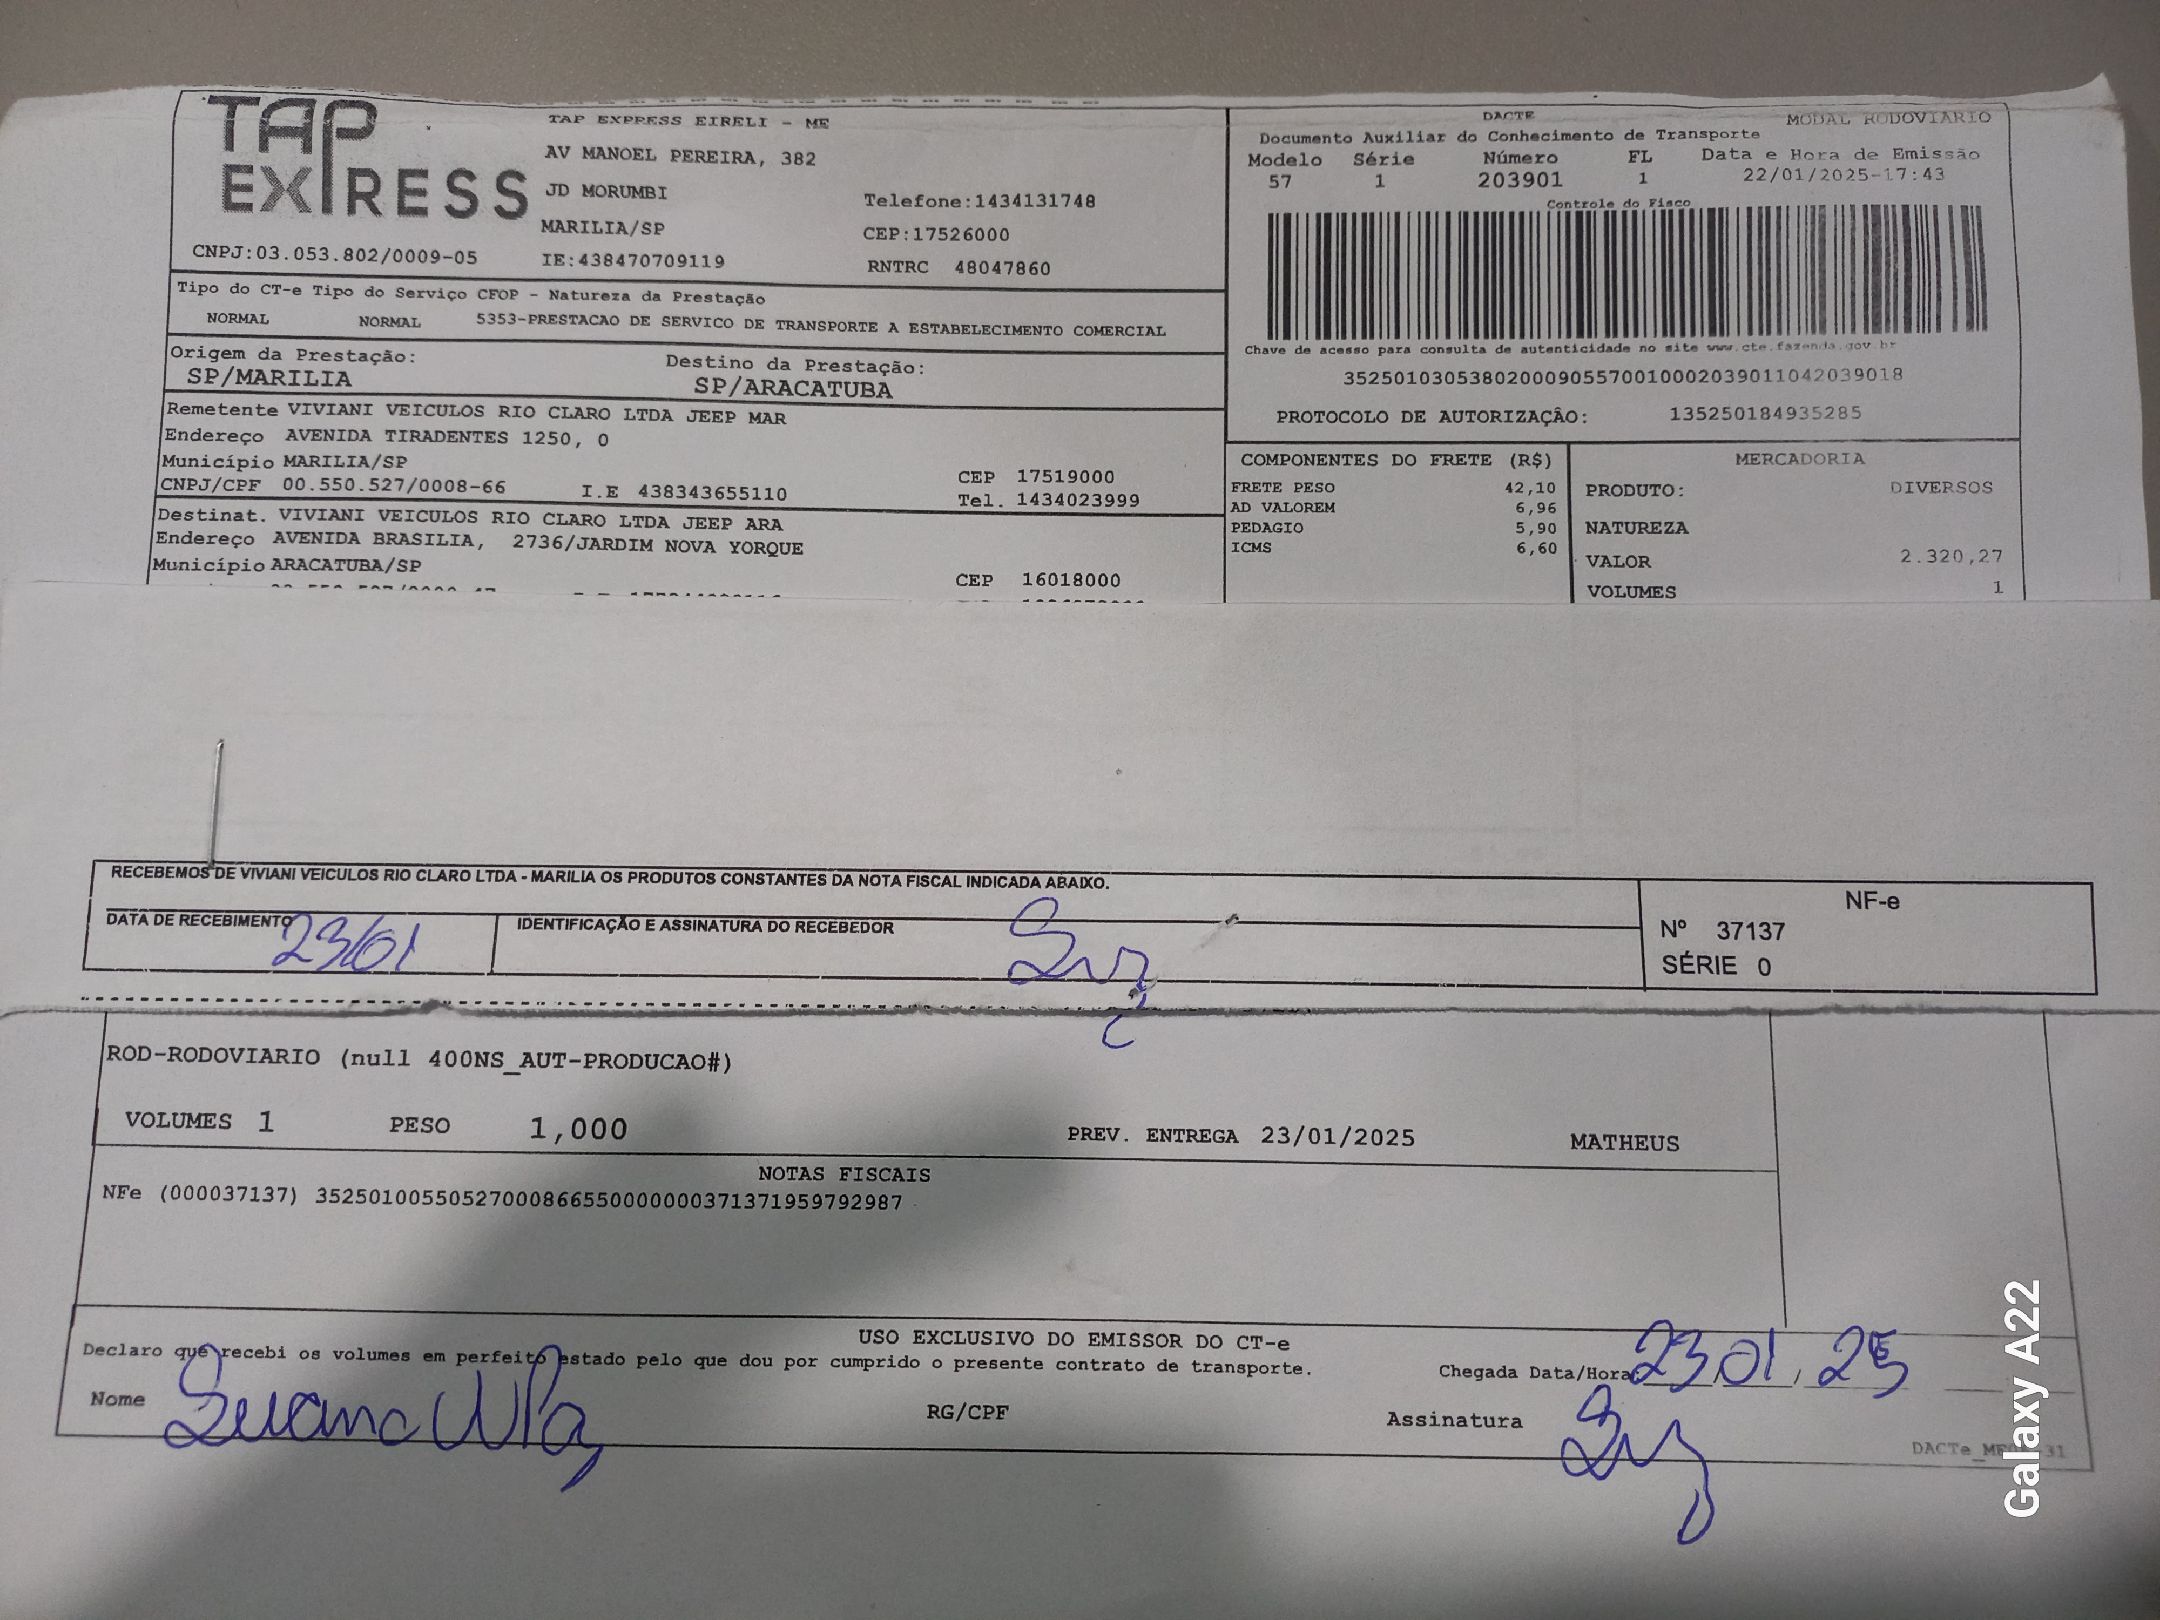 TAP EXPRESS
TAP EXPRESS EIRELI - ME
AV MANOEL PEREIRA, 382
JD MORUMBI
Telefone:1434131748
MARILIA/SP
CEP:17526000
CNPJ:03.053.802/0009-05 IE:438470709119
RNTRC 48047860
DACTE MODAL RODOVIARIO
Documento Auxiliar do Conhecimento de Transporte
Modelo Série Número FL Data e Hora de Emissão
57 1 203901 1 22/01/2025-17:43
Controle do Fisco
Chave de acesso para consulta de autenticidade no site www.cte.fazenda.gov.br
35250103053802000905570010002039011042039018
PROTOCOLO DE AUTORIZAÇÃO: 135250184935285
Tipo do CT-e Tipo do Serviço CFOP - Natureza da Prestação
NORMAL NORMAL 5353-PRESTACAO DE SERVICO DE TRANSPORTE A ESTABELECIMENTO COMERCIAL
Origem da Prestação: Destino da Prestação:
SP/MARILIA SP/ARACATUBA
Remetente VIVIANI VEICULOS RIO CLARO LTDA JEEP MAR
Endereço AVENIDA TIRADENTES 1250, 0
Município MARILIA/SP CEP 17519000
CNPJ/CPF 00.550.527/0008-66 I.E 438343655110 Tel. 1434023999
Destinat. VIVIANI VEICULOS RIO CLARO LTDA JEEP ARA
Endereço AVENIDA BRASILIA, 2736/JARDIM NOVA YORQUE
Município ARACATUBA/SP CEP 16018000
COMPONENTES DO FRETE (R$)
FRETE PESO 42,10
AD VALOREM 6,96
PEDAGIO 5,90
ICMS 6,60
MERCADORIA
PRODUTO: DIVERSOS
NATUREZA
VALOR 2.320,27
VOLUMES 1
RECEBEMOS DE VIVIANI VEICULOS RIO CLARO LTDA - MARILIA OS PRODUTOS CONSTANTES DA NOTA FISCAL INDICADA ABAIXO.
DATA DE RECEBIMENTO 23/01
IDENTIFICAÇÃO E ASSINATURA DO RECEBEDOR
NF-e
Nº 37137
SÉRIE 0
ROD-RODOVIARIO (null 400NS_AUT-PRODUCAO#)
VOLUMES 1 PESO 1,000 PREV. ENTREGA 23/01/2025 MATHEUS
NOTAS FISCAIS
NFe (000037137) 35250100550527000866550000000371371959792987
USO EXCLUSIVO DO EMISSOR DO CT-e
Declaro que recebi os volumes em perfeito estado pelo que dou por cumprido o presente contrato de transporte.
Chegada Data/Hora: 23 01, 25
Nome RG/CPF Assinatura
Galaxy A22